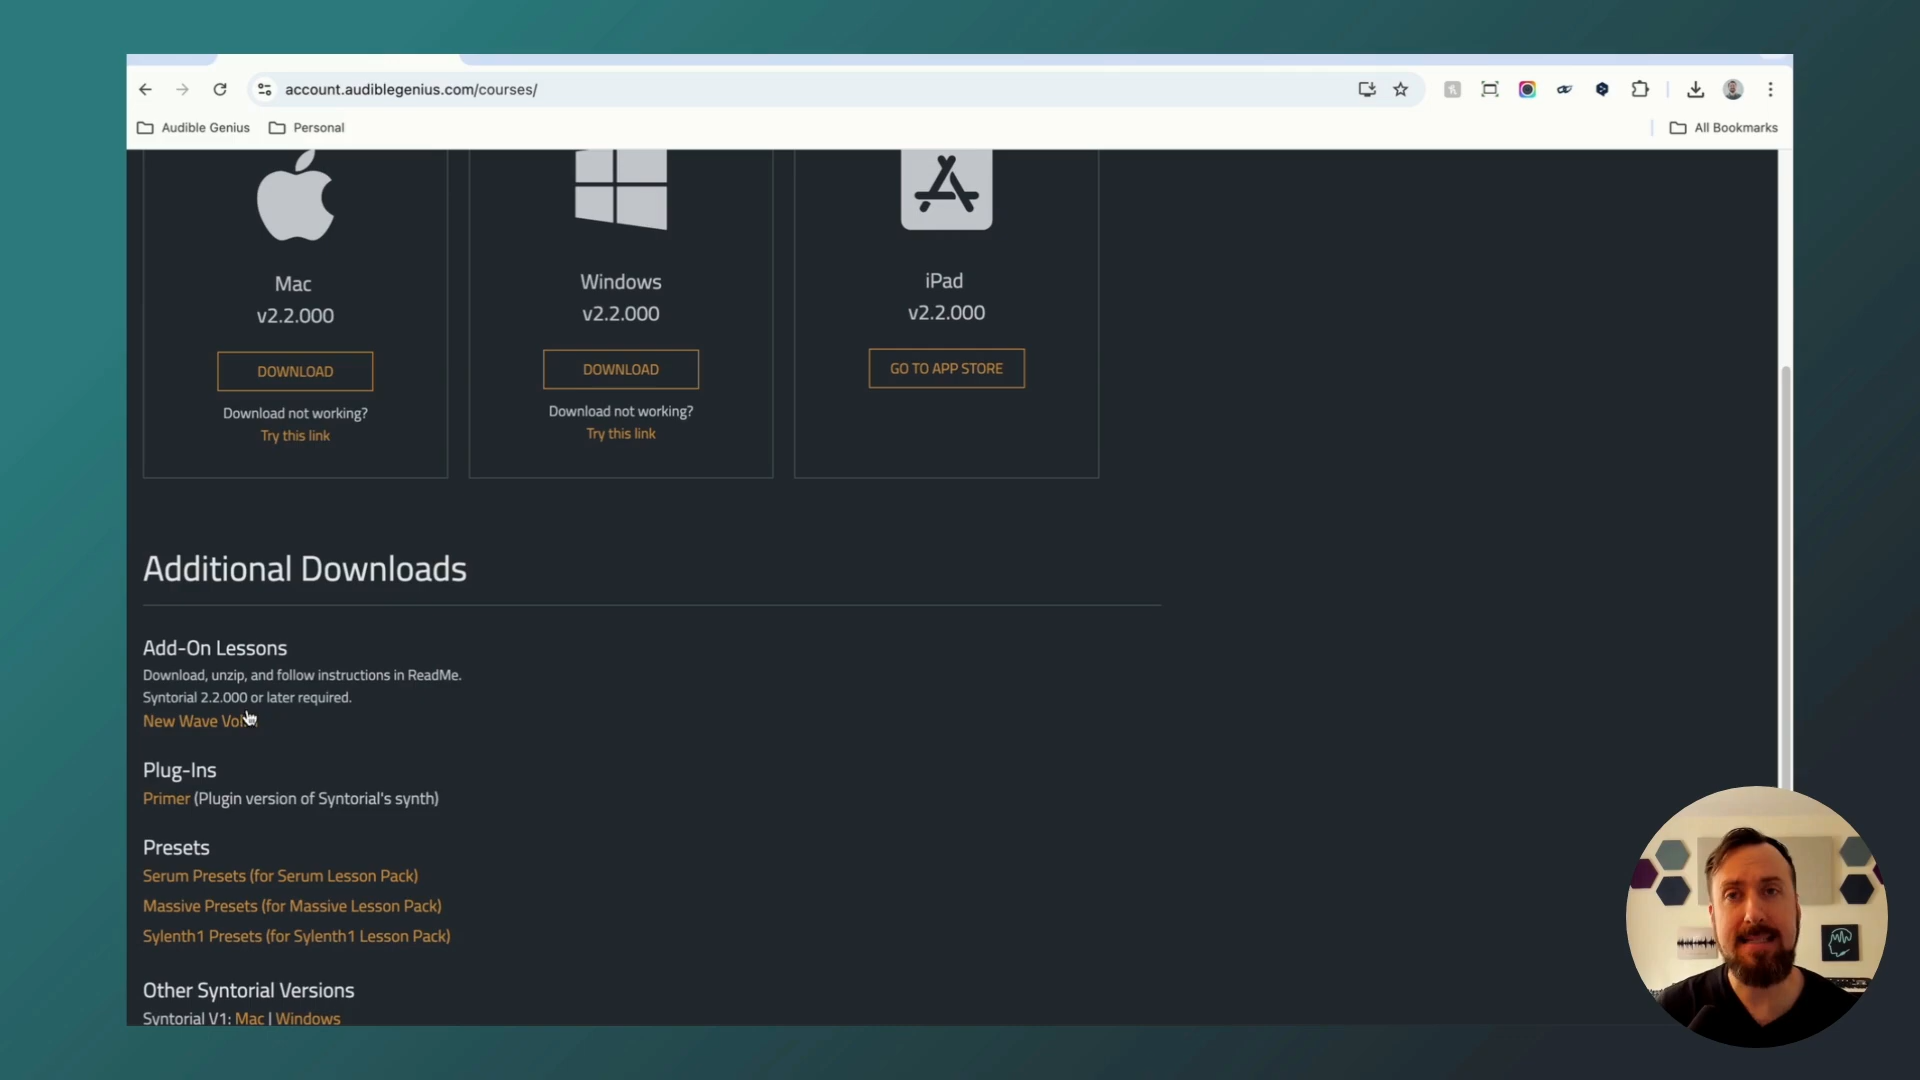 account.audiblegenius.com/courses/
Audible Genius
Personal
All Bookmarks
Mac
v2.2.000
DOWNLOAD
Download not working?
Try this link
Windows
v2.2.000
DOWNLOAD
Download not working?
Try this link
iPad
v2.2.000
GO TO APP STORE
Additional Downloads
Add-On Lessons
Download, unzip, and follow instructions in ReadMe.
Syntorial 2.2.000 or later required.
New Wave
Plug-Ins
Primer (Plugin version of Syntorial's synth)
Presets
Serum Presets (for Serum Lesson Pack)
Massive Presets (for Massive Lesson Pack)
Sylenth1 Presets (for Sylenth1 Lesson Pack)
Other Syntorial Versions
Syntorial V1: Mac | Windows